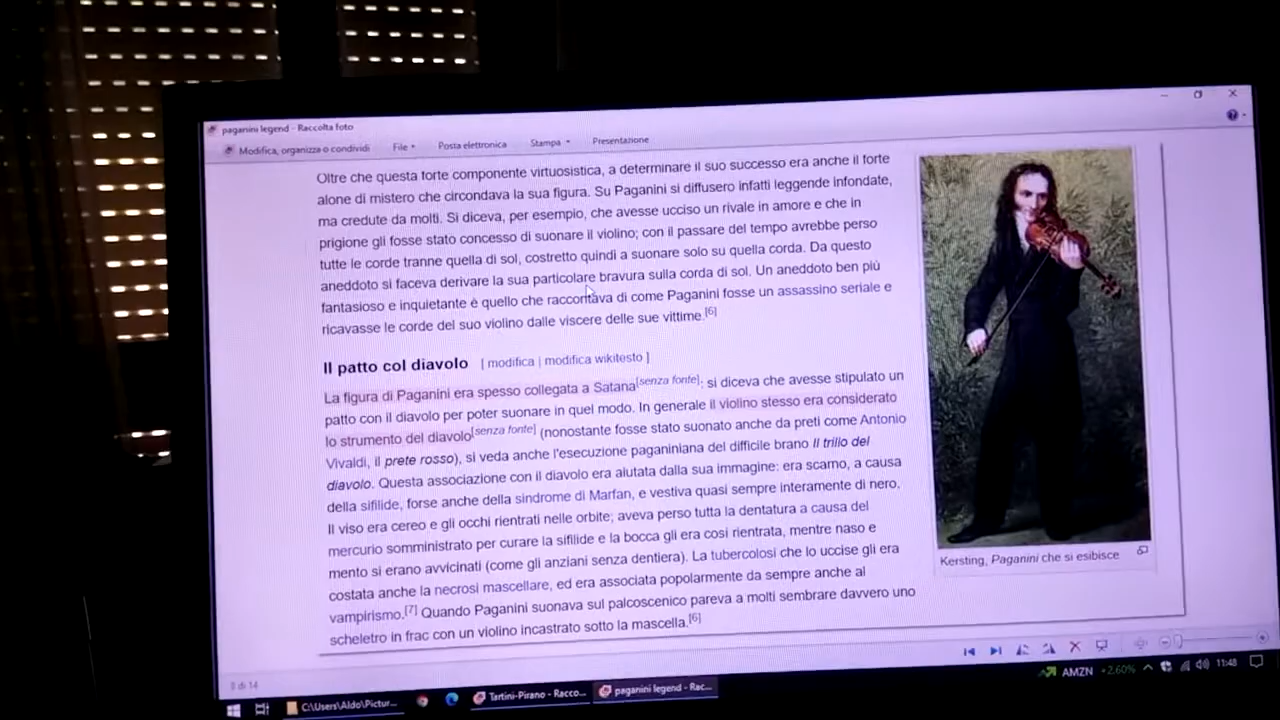 paganini legend - Raccolta foto
Modifica, organizza o condividi File Posta elettronica Stampa Presentazione
Oltre che questa forte componente virtuosistica, a determinare il suo successo era anche il forte
alone di mistero che circondava la sua figura. Su Paganini si diffusero infatti leggende infondate,
ma credute da molti. Si diceva, per esempio, che avesse ucciso un rivale in amore e che in
prigione gli fosse stato concesso di suonare il violino; con il passare del tempo avrebbe perso
tutte le corde tranne quella di sol, costretto quindi a suonare solo su quella corda. Da questo
aneddoto si faceva derivare la sua particolare bravura sulla corda di sol. Un aneddoto ben più
fantasioso e inquietante è quello che raccontava di come Paganini fosse un assassino seriale e
ricavasse le corde del suo violino dalle viscere delle sue vittime.[6]
Il patto col diavolo [ modifica | modifica wikitesto ]
La figura di Paganini era spesso collegata a Satana[senza fonte]; si diceva che avesse stipulato un
patto con il diavolo per poter suonare in quel modo. In generale il violino stesso era considerato
lo strumento del diavolo[senza fonte] (nonostante fosse stato suonato anche da preti come Antonio
Vivaldi, il prete rosso), si veda anche l'esecuzione paganiniana del difficile brano Il trillo del
diavolo. Questa associazione con il diavolo era aiutata dalla sua immagine: era scarno, a causa
della sifilide, forse anche della sindrome di Marfan, e vestiva quasi sempre interamente di nero.
Il viso era cereo e gli occhi rientrati nelle orbite; aveva perso tutta la dentatura a causa del
mercurio somministrato per curare la sifilide e la bocca gli era così rientrata, mentre naso e
mento si erano avvicinati (come gli anziani senza dentiera). La tubercolosi che lo uccise gli era
costata anche la necrosi mascellare, ed era associata popolarmente da sempre anche al
vampirismo.[7] Quando Paganini suonava sul palcoscenico pareva a molti sembrare davvero uno
scheletro in frac con un violino incastrato sotto la mascella.[6]
Kersting, Paganini che si esibisce
8 di 14
C:\Users\Aldo\Pictur... Tartini-Pirano - Racco... paganini legend - Rac... AMZN +2.60% 11:48